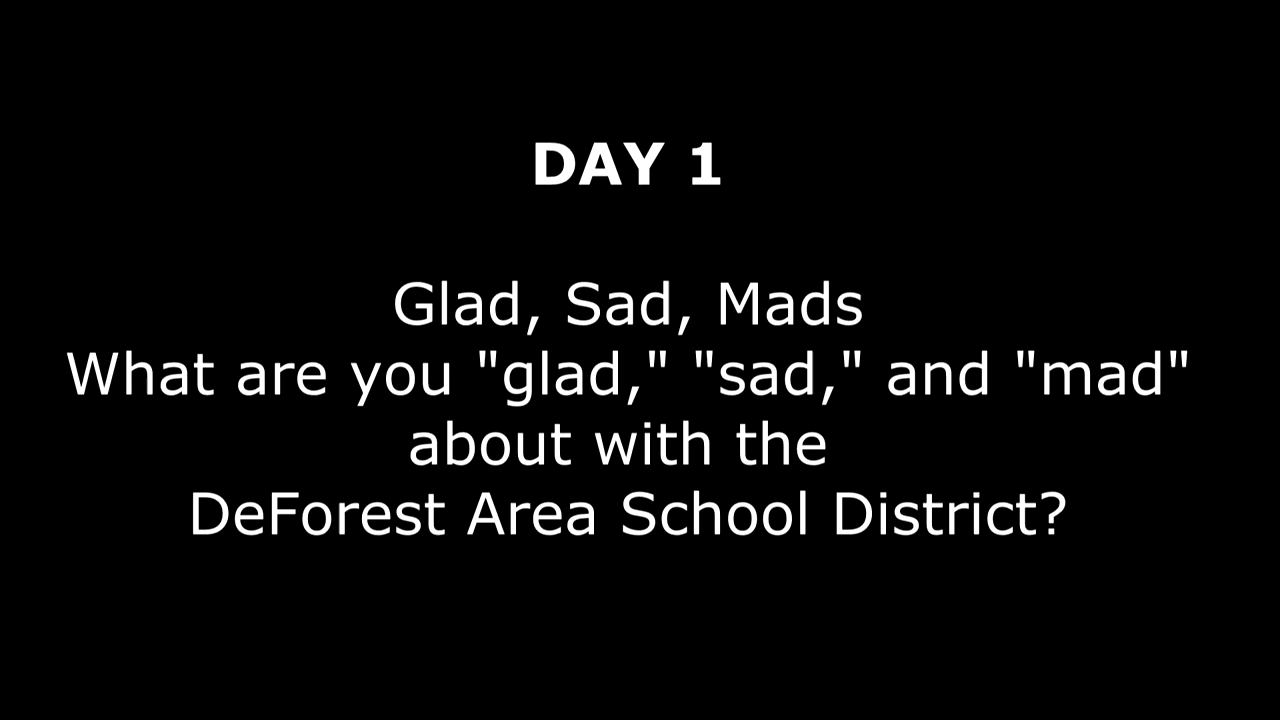 DAY 1
Glad, Sad, Mads
What are you "glad," "sad," and "mad"
about with the
DeForest Area School District?